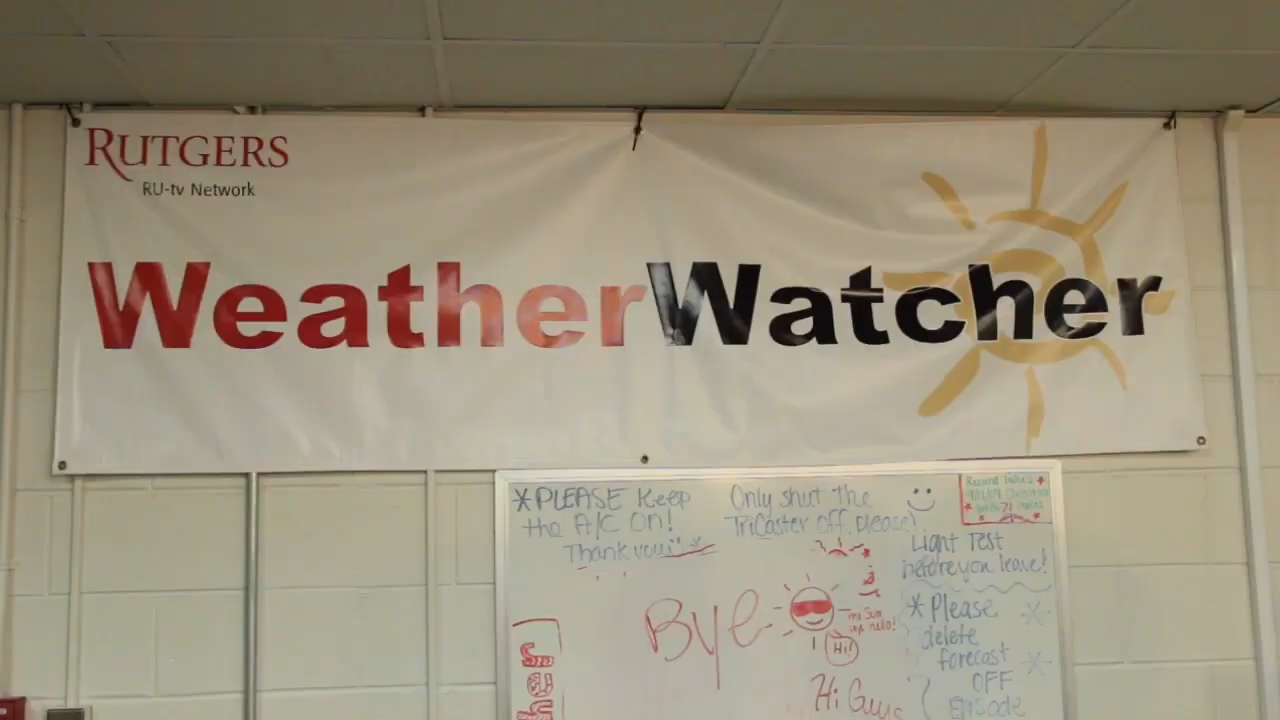 RUTGERS
RU-tv Network
WeatherWatcher
*PLEASE Keep
the A/C On!
Thank you!
Only shut The
TriCaster off, please!
Light Test
before you leave!
*Please
delete
forecast
OFF
Episode
Bye
Hi!
Hi Guys